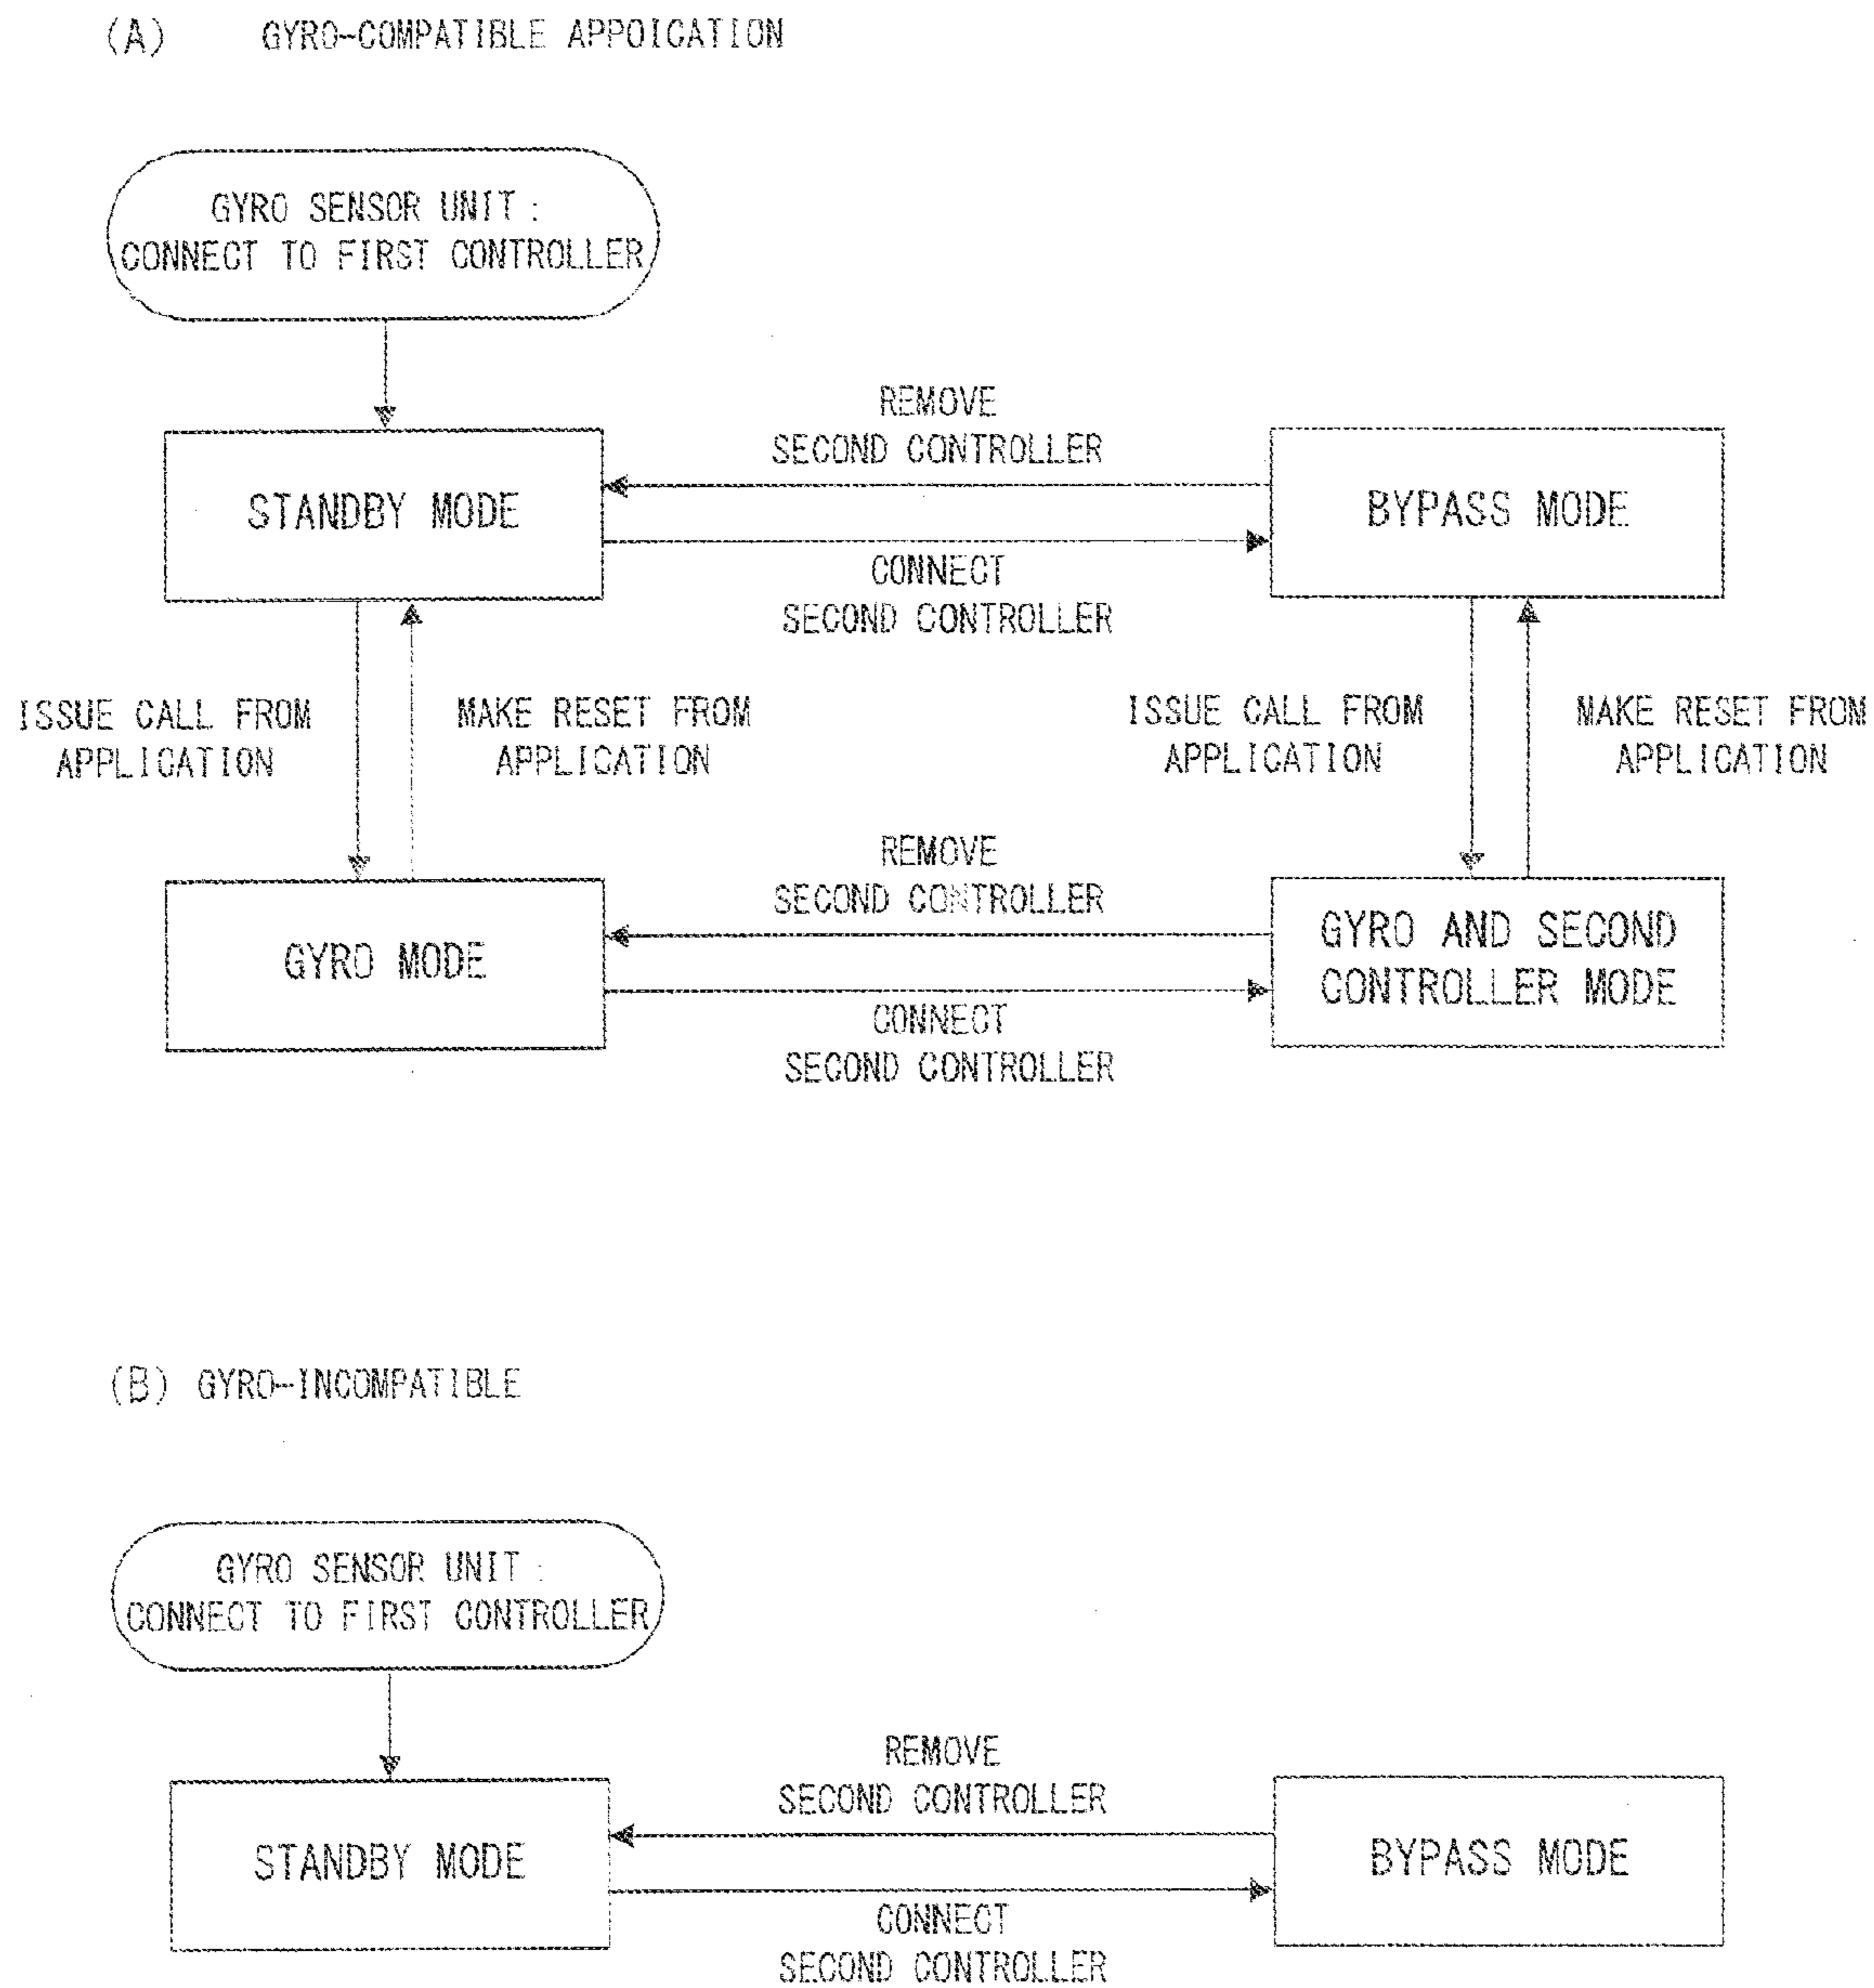 (A) GYRO-COMPATIBLE APPOICATION
GYRO SENSOR UNIT :
CONNECT TO FIRST CONTROLLER
REMOVE
SECOND CONTROLLER
STANDBY MODE
BYPASS MODE
CONNECT
SECOND CONTROLLER
ISSUE CALL FROM
APPLICATION
MAKE RESET FROM
APPLICATION
ISSUE CALL FROM
APPLICATION
MAKE RESET FROM
APPLICATION
REMOVE
SECOND CONTROLLER
GYRO MODE
GYRO AND SECOND
CONTROLLER MODE
CONNECT
SECOND CONTROLLER
(B) GYRO-INCOMPATIBLE
GYRO SENSOR UNIT :
CONNECT TO FIRST CONTROLLER
REMOVE
SECOND CONTROLLER
STANDBY MODE
BYPASS MODE
CONNECT
SECOND CONTROLLER